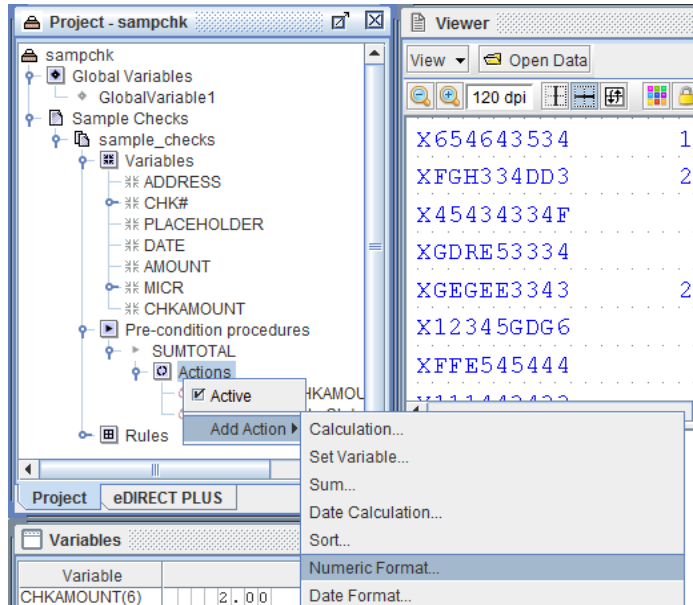 Project - sampchk
sampchk
Global Variables
GlobalVariable1
Sample Checks
sample_checks
Variables
ADDRESS
CHK#
PLACEHOLDER
DATE
AMOUNT
MICR
CHKAMOUNT
Pre-condition procedures
SUMTOTAL
Actions
Active
HKAMOU
Add Action
Rules
Calculation...
Set Variable...
Sum...
Date Calculation...
Sort...
Numeric Format...
Date Format...
Project
eDIRECT PLUS
Variables
Variable
CHKAMOUNT(6) 2.00
Viewer
View
Open Data
120 dpi
X654643534 1
XFGH334DD3 2
X45434334F
XGDRE53334
XGEGEE3343 2
X12345GDG6
XFFE545444